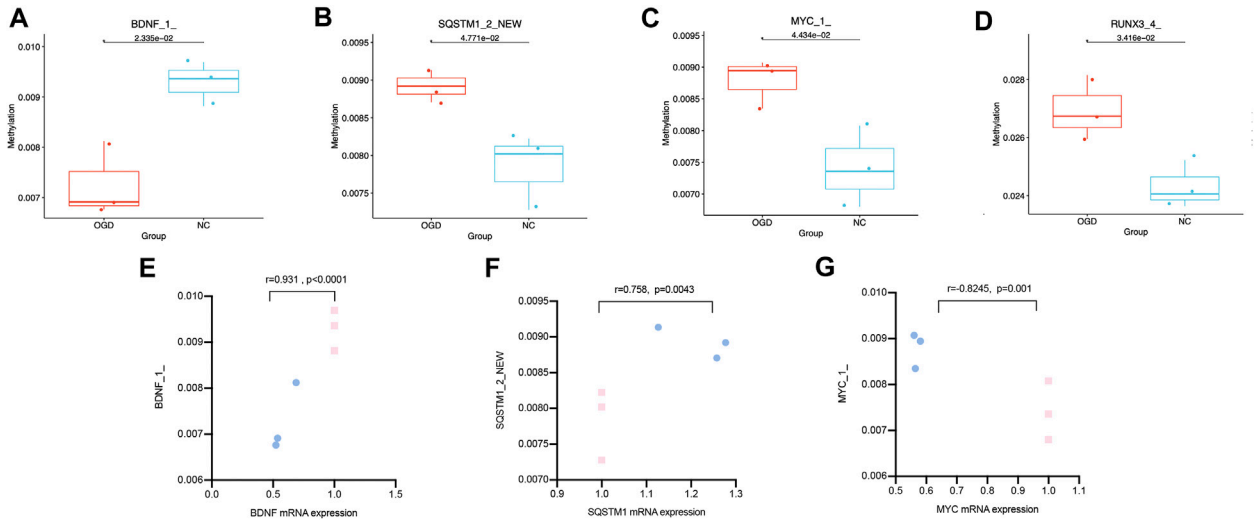 A
BDNF_1_
2.335e-02
0.010
0.009
0.008
0.007
Methylation
OGD
NC
Group
B
SQSTM1_2_NEW
4.771e-02
0.0095
0.0090
0.0085
0.0080
0.0075
Methylation
OGD
NC
Group
C
MYC_1_
4.434e-02
0.0095
0.0090
0.0085
0.0080
0.0075
0.0070
Methylation
OGD
NC
Group
D
RUNX3_4_
3.416e-02
0.028
0.026
0.024
Methylation
OGD
NC
Group
E
r=0.931 , p<0.0001
0.010
0.009
0.008
0.007
0.006
BDNF_1_
0.0
0.5
1.0
1.5
BDNF mRNA expression
F
r=0.758, p=0.0043
0.0095
0.0090
0.0085
0.0080
0.0075
0.0070
SQSTM1_2_NEW
0.9
1.0
1.1
1.2
1.3
SQSTM1 mRNA expression
G
r=-0.8245, p=0.001
0.010
0.009
0.008
0.007
0.006
MYC_1_
0.5
0.6
0.7
0.8
0.9
1.0
1.1
MYC mRNA expression